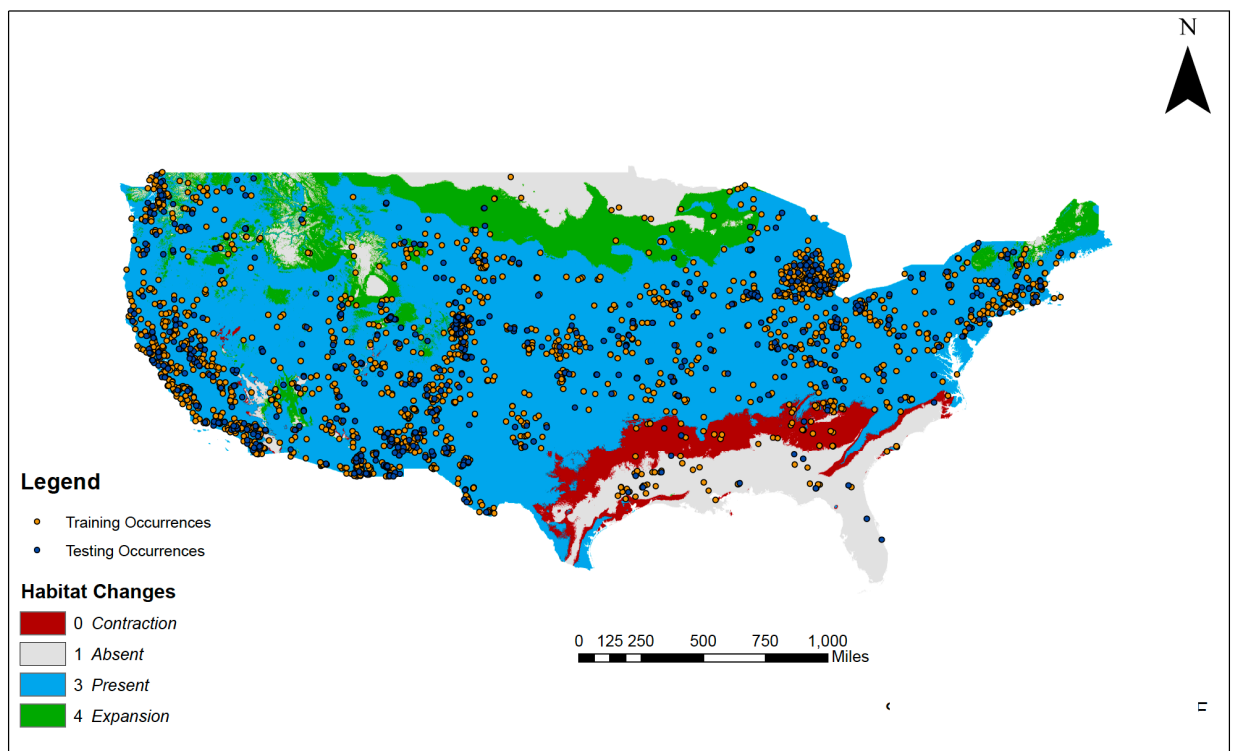 N
Legend
Training Occurrences
Testing Occurrences
Habitat Changes
0 Contraction
1 Absent
3 Present
4 Expansion
0 125 250 500 750 1,000
Miles